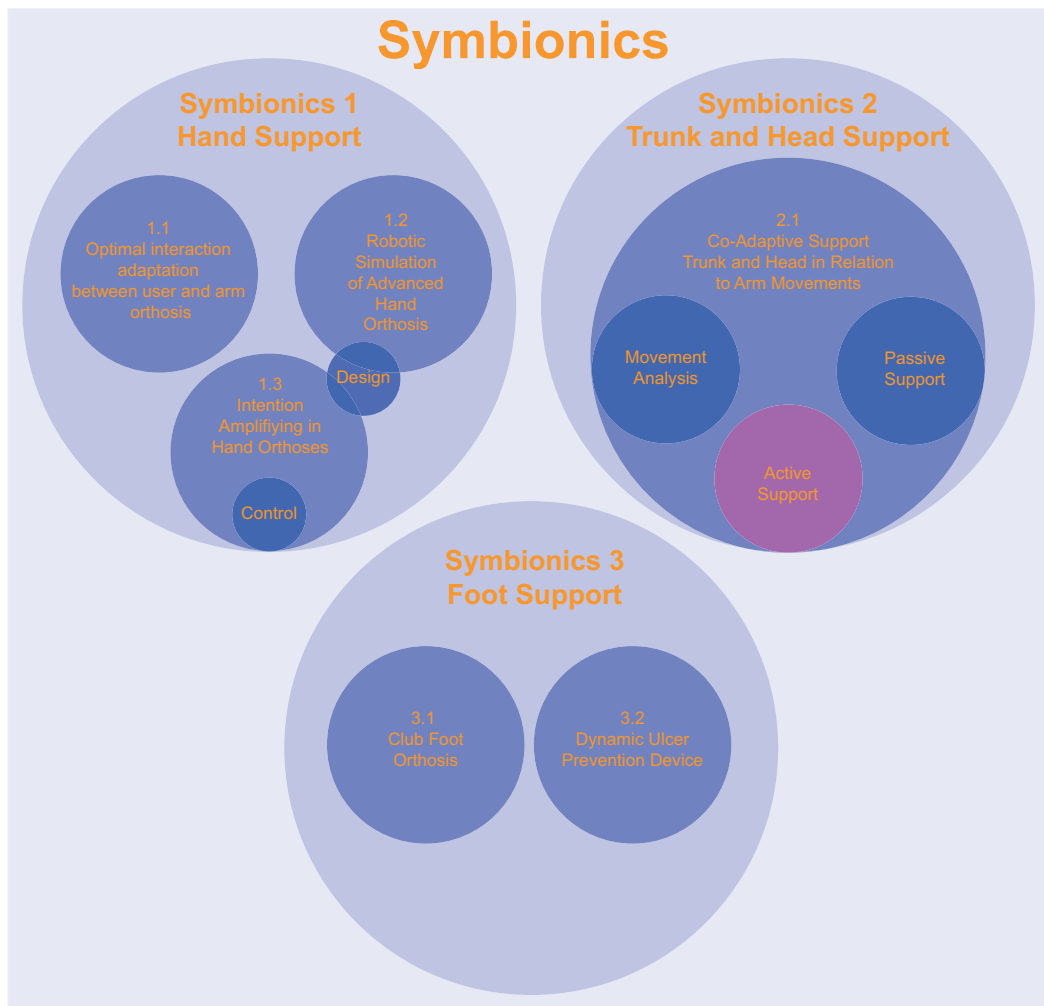 Symbionics
Symbionics 1
Hand Support
1.1
Optimal interaction
adaptation
between user and arm
orthosis
1.2
Robotic
Simulation
of Advanced
Hand
Orthosis
Design
1.3
Intention
Amplifiying in
Hand Orthoses
Control
Symbionics 2
Trunk and Head Support
2.1
Co-Adaptive Support
Trunk and Head in Relation
to Arm Movements
Movement
Analysis
Passive
Support
Active
Support
Symbionics 3
Foot Support
3.1
Club Foot
Orthosis
3.2
Dynamic Ulcer
Prevention Device